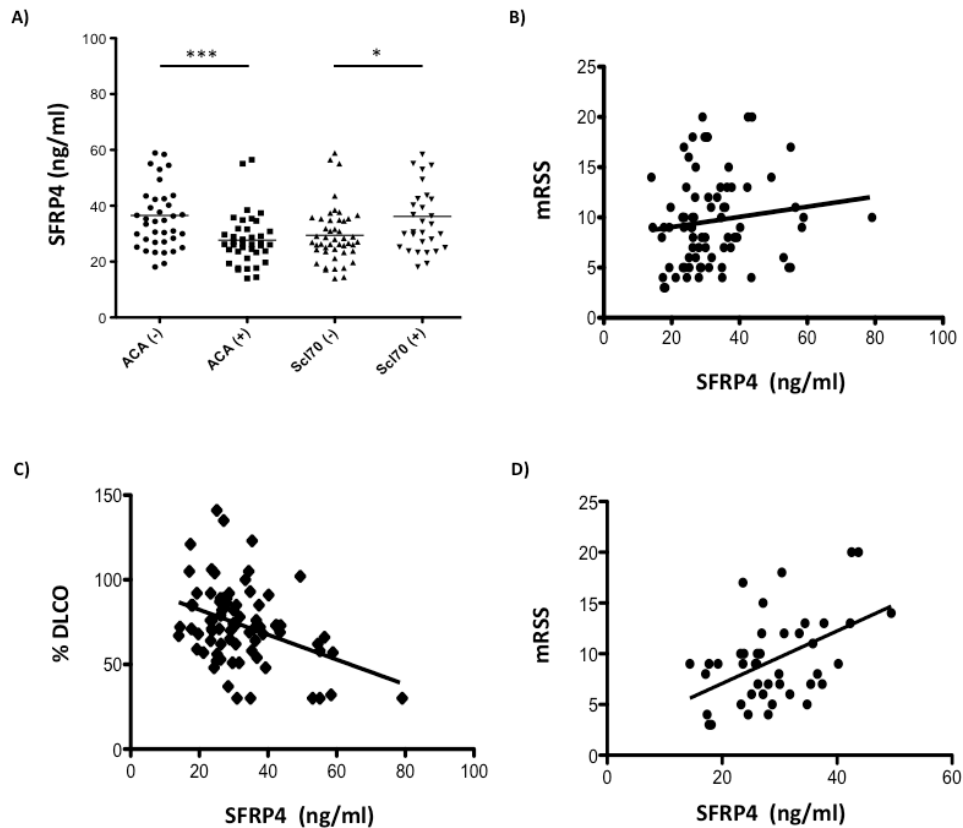 A)
100
80
60
40
20
0
SFRP4 (ng/ml)
***
*
ACA (-)
ACA (+)
Scl70 (-)
Scl70 (+)
B)
25
20
15
10
5
0
mRSS
0 20 40 60 80 100
SFRP4 (ng/ml)
C)
150
100
50
0
% DLCO
0 20 40 60 80 100
SFRP4 (ng/ml)
D)
25
20
15
10
5
0
mRSS
0 20 40 60
SFRP4 (ng/ml)